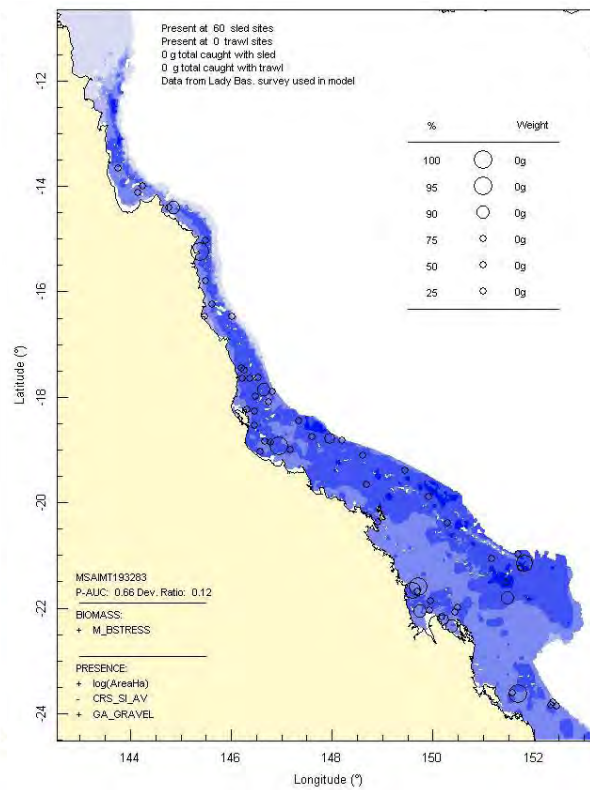 Present at 60 sled sites
Present at 0 trawl sites
0 g total caught with sled
0 g total caught with trawl
Data from Lady Bas. survey used in model
% Weight
100 0g
95 0g
90 0g
75 0g
50 0g
25 0g
-12
-14
-16
-18
-20
-22
-24
Latitude (°)
MSAIMT193283
P-AUC: 0.66 Dev. Ratio: 0.12
BIOMASS:
+ M_BSTRESS
PRESENCE:
+ log(AreaHa)
- CRS_SI_AV
+ GA_GRAVEL
144 146 148 150 152
Longitude (°)